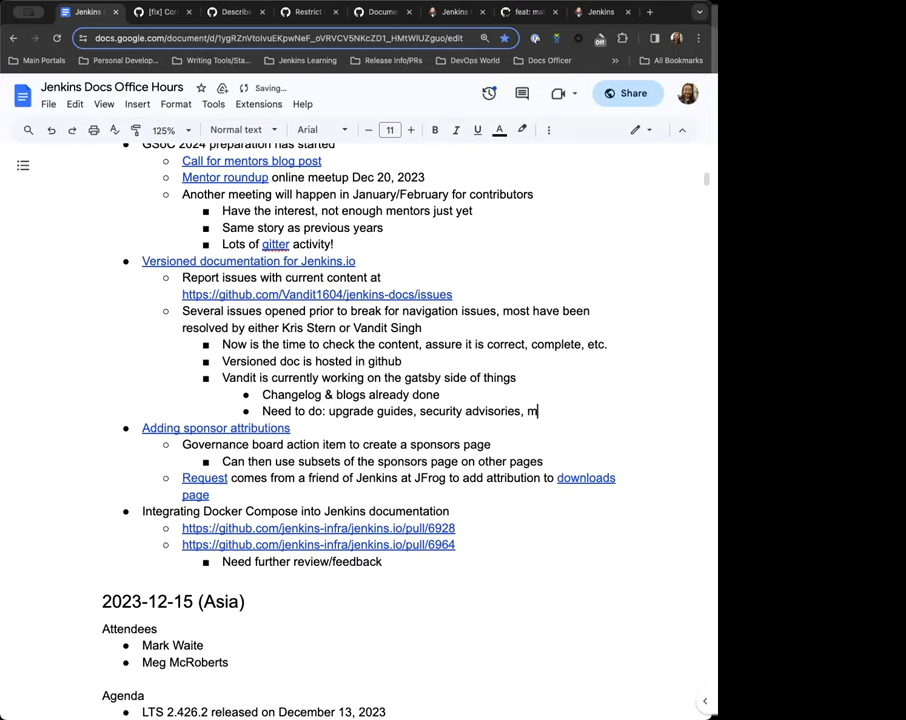 Jenkins
[fix] Con
Describe
Restrict
Docume
Jenkins
feat: ma
Jenkins
docs.google.com/document/d/1ygRZnVtoIvuEKpwNeF_oVRVCV5NKcZD1_HMtWlUzguo/edit
Main Portals
Personal Develop...
Writing Tools/Sta...
Jenkins Learning
Release info/PRs
DevOps World
Docs Officer
All Bookmarks
Jenkins Docs Office Hours
Saving...
File Edit View Insert Format Tools Extensions Help
Share
125% Normal text Arial 11 B I U A
GSoC 2024 preparation has started
Call for mentors blog post
Mentor roundup online meetup Dec 20, 2023
Another meeting will happen in January/February for contributors
Have the interest, not enough mentors just yet
Same story as previous years
Lots of gitter activity!
Versioned documentation for Jenkins.io
Report issues with current content at
https://github.com/Vandit1604/jenkins-docs/issues
Several issues opened prior to break for navigation issues, most have been
resolved by either Kris Stern or Vandit Singh
Now is the time to check the content, assure it is correct, complete, etc.
Versioned doc is hosted in github
Vandit is currently working on the gatsby side of things
Changelog & blogs already done
Need to do: upgrade guides, security advisories, m
Adding sponsor attributions
Governance board action item to create a sponsors page
Can then use subsets of the sponsors page on other pages
Request comes from a friend of Jenkins at JFrog to add attribution to downloads
page
Integrating Docker Compose into Jenkins documentation
https://github.com/jenkins-infra/jenkins.io/pull/6928
https://github.com/jenkins-infra/jenkins.io/pull/6964
Need further review/feedback
2023-12-15 (Asia)
Attendees
Mark Waite
Meg McRoberts
Agenda
LTS 2.426.2 released on December 13, 2023